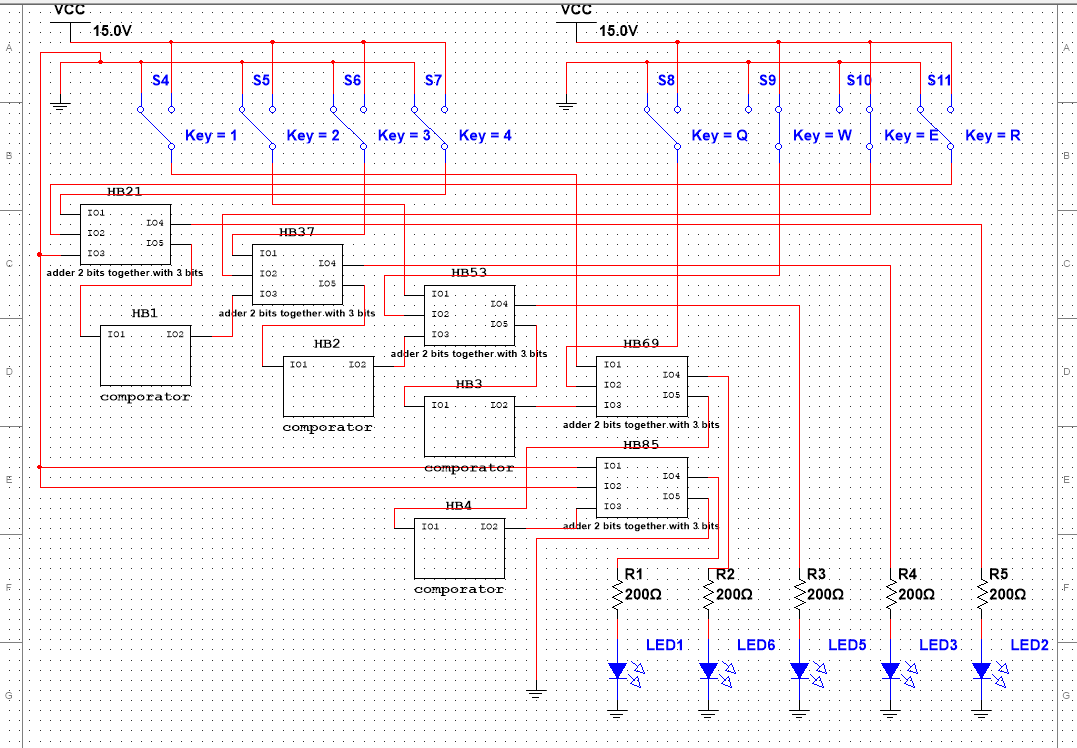 VCC VCC
15.0V 15.0V
A A
S4 S5 S6 S7 S8 S9 S10 S11
Key = 1 Key = 2 Key = 3 Key = 4 Key = Q Key = W Key = E Key = R
B B
HB21
IO1
IO4
IO2
IO5
IO3
adder 2 bits together with 3 bits
HB37
IO1
IO4
IO2
IO5
IO3
adder 2 bits together with 3 bits
C C
HB53
IO1
IO4
IO2
IO5
IO3
adder 2 bits together with 3 bits
HB1
IO1 IO2
comporator
HB2
IO1 IO2
comporator
D D
HB69
IO1
IO4
IO2
IO5
IO3
adder 2 bits together with 3 bits
HB3
IO1 IO2
comporator
HB85
IO1
IO4
IO2
IO5
IO3
adder 2 bits together with 3 bits
E E
HB4
IO1 IO2
comporator
F F
R1 R2 R3 R4 R5
200Ω 200Ω 200Ω 200Ω 200Ω
LED1 LED6 LED5 LED3 LED2
G G